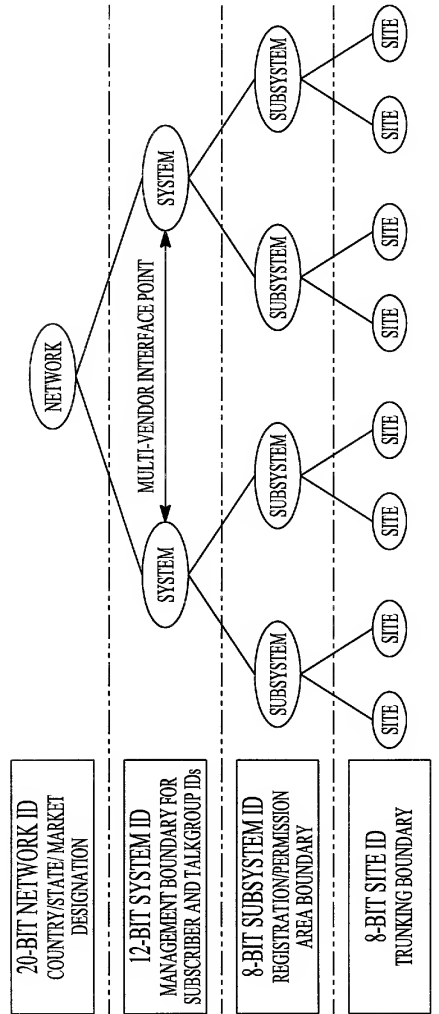 20-BIT NETWORK ID
COUNTRY/STATE/ MARKET
DESIGNATION
NETWORK
12-BIT SYSTEM ID
MANAGEMENT BOUNDARY FOR
SUBSCRIBER AND TALKGROUP IDs
SYSTEM
MULTI-VENDOR INTERFACE POINT
SYSTEM
8-BIT SUBSYSTEM ID
REGISTRATION/PERMISSION
AREA BOUNDARY
SUBSYSTEM
SUBSYSTEM
SUBSYSTEM
SUBSYSTEM
8-BIT SITE ID
TRUNKING BOUNDARY
SITE
SITE
SITE
SITE
SITE
SITE
SITE
SITE